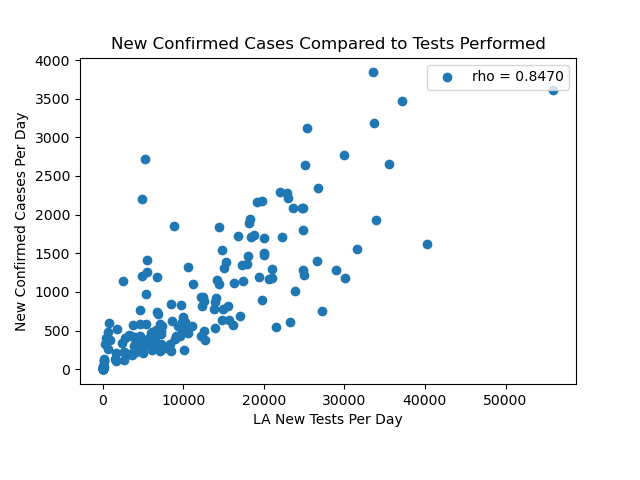 New Confirmed Cases Compared to Tests Performed
rho = 0.8470
New Confirmed Caeses Per Day
4000
3500
3000
2500
2000
1500
1000
500
0
0 10000 20000 30000 40000 50000
LA New Tests Per Day